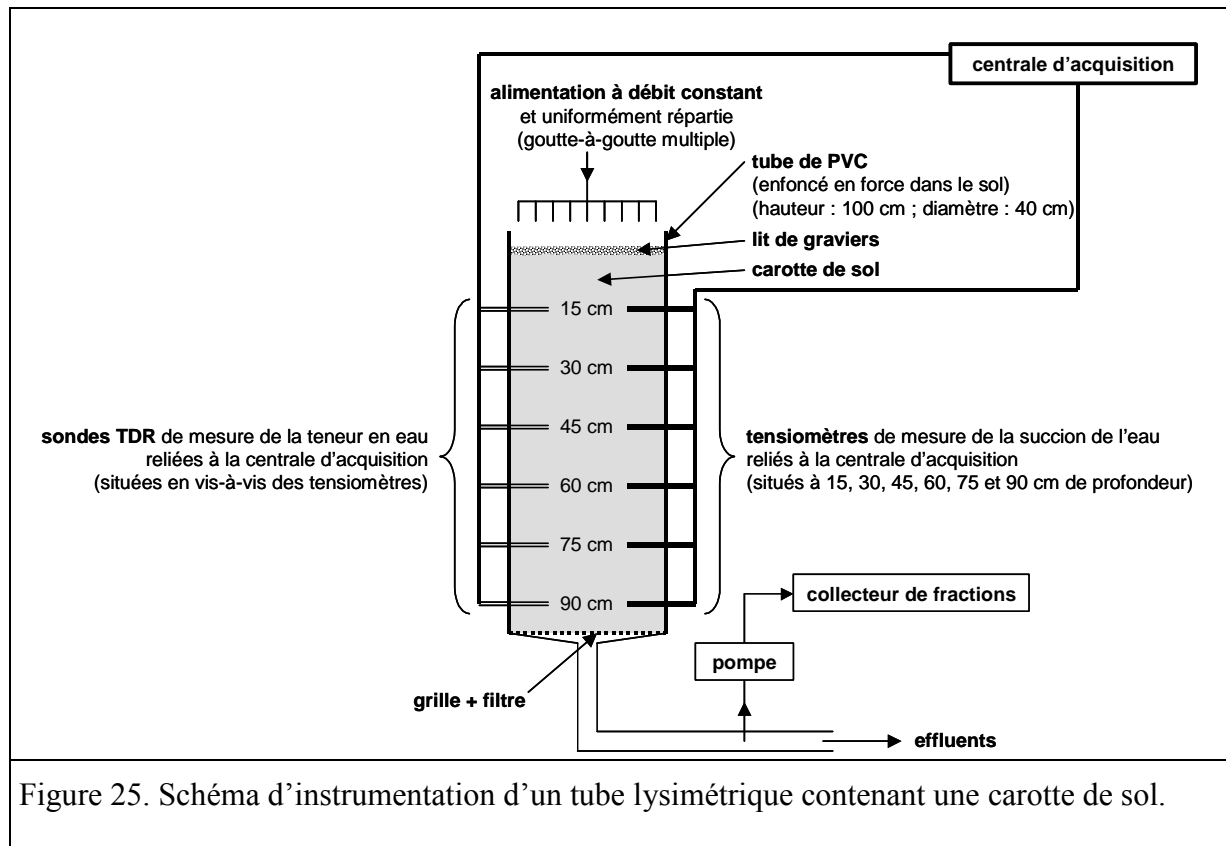 centrale d'acquisition
alimentation à débit constant
et uniformément répartie
(goutte-à-goutte multiple)
tube de PVC
(enfoncé en force dans le sol)
(hauteur : 100 cm ; diamètre : 40 cm)
lit de graviers
carotte de sol
15 cm
30 cm
45 cm
60 cm
75 cm
90 cm
sondes TDR de mesure de la teneur en eau
reliées à la centrale d'acquisition
(situées en vis-à-vis des tensiomètres)
tensiomètres de mesure de la succion de l'eau
reliés à la centrale d'acquisition
(situés à 15, 30, 45, 60, 75 et 90 cm de profondeur)
collecteur de fractions
pompe
grille + filtre
effluents
Figure 25. Schéma d'instrumentation d'un tube lysimétrique contenant une carotte de sol.